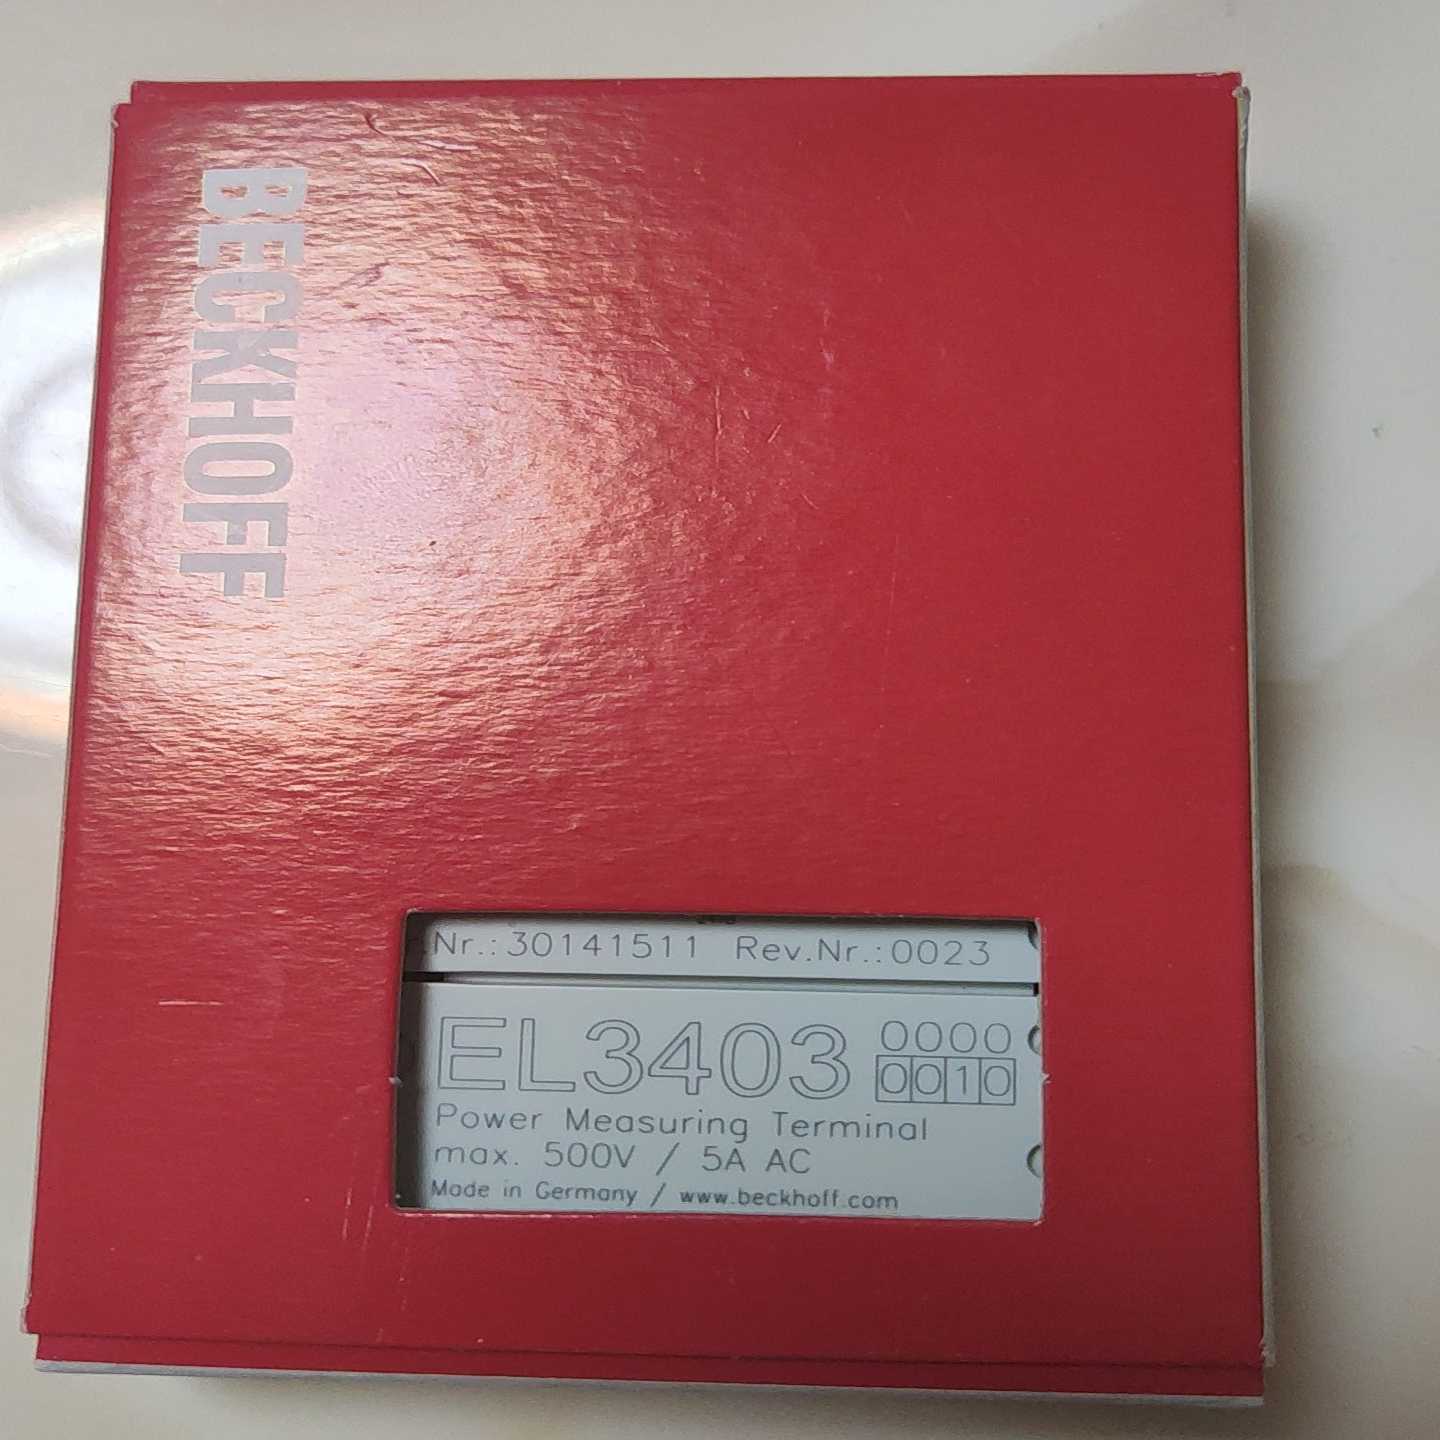 BECKHOFF
.Nr.:30141511 Rev.Nr.:0023
EL3403 0000
0010
Power Measuring Terminal
max. 500V / 5A AC
Made in Germany / www.beckhoff.com